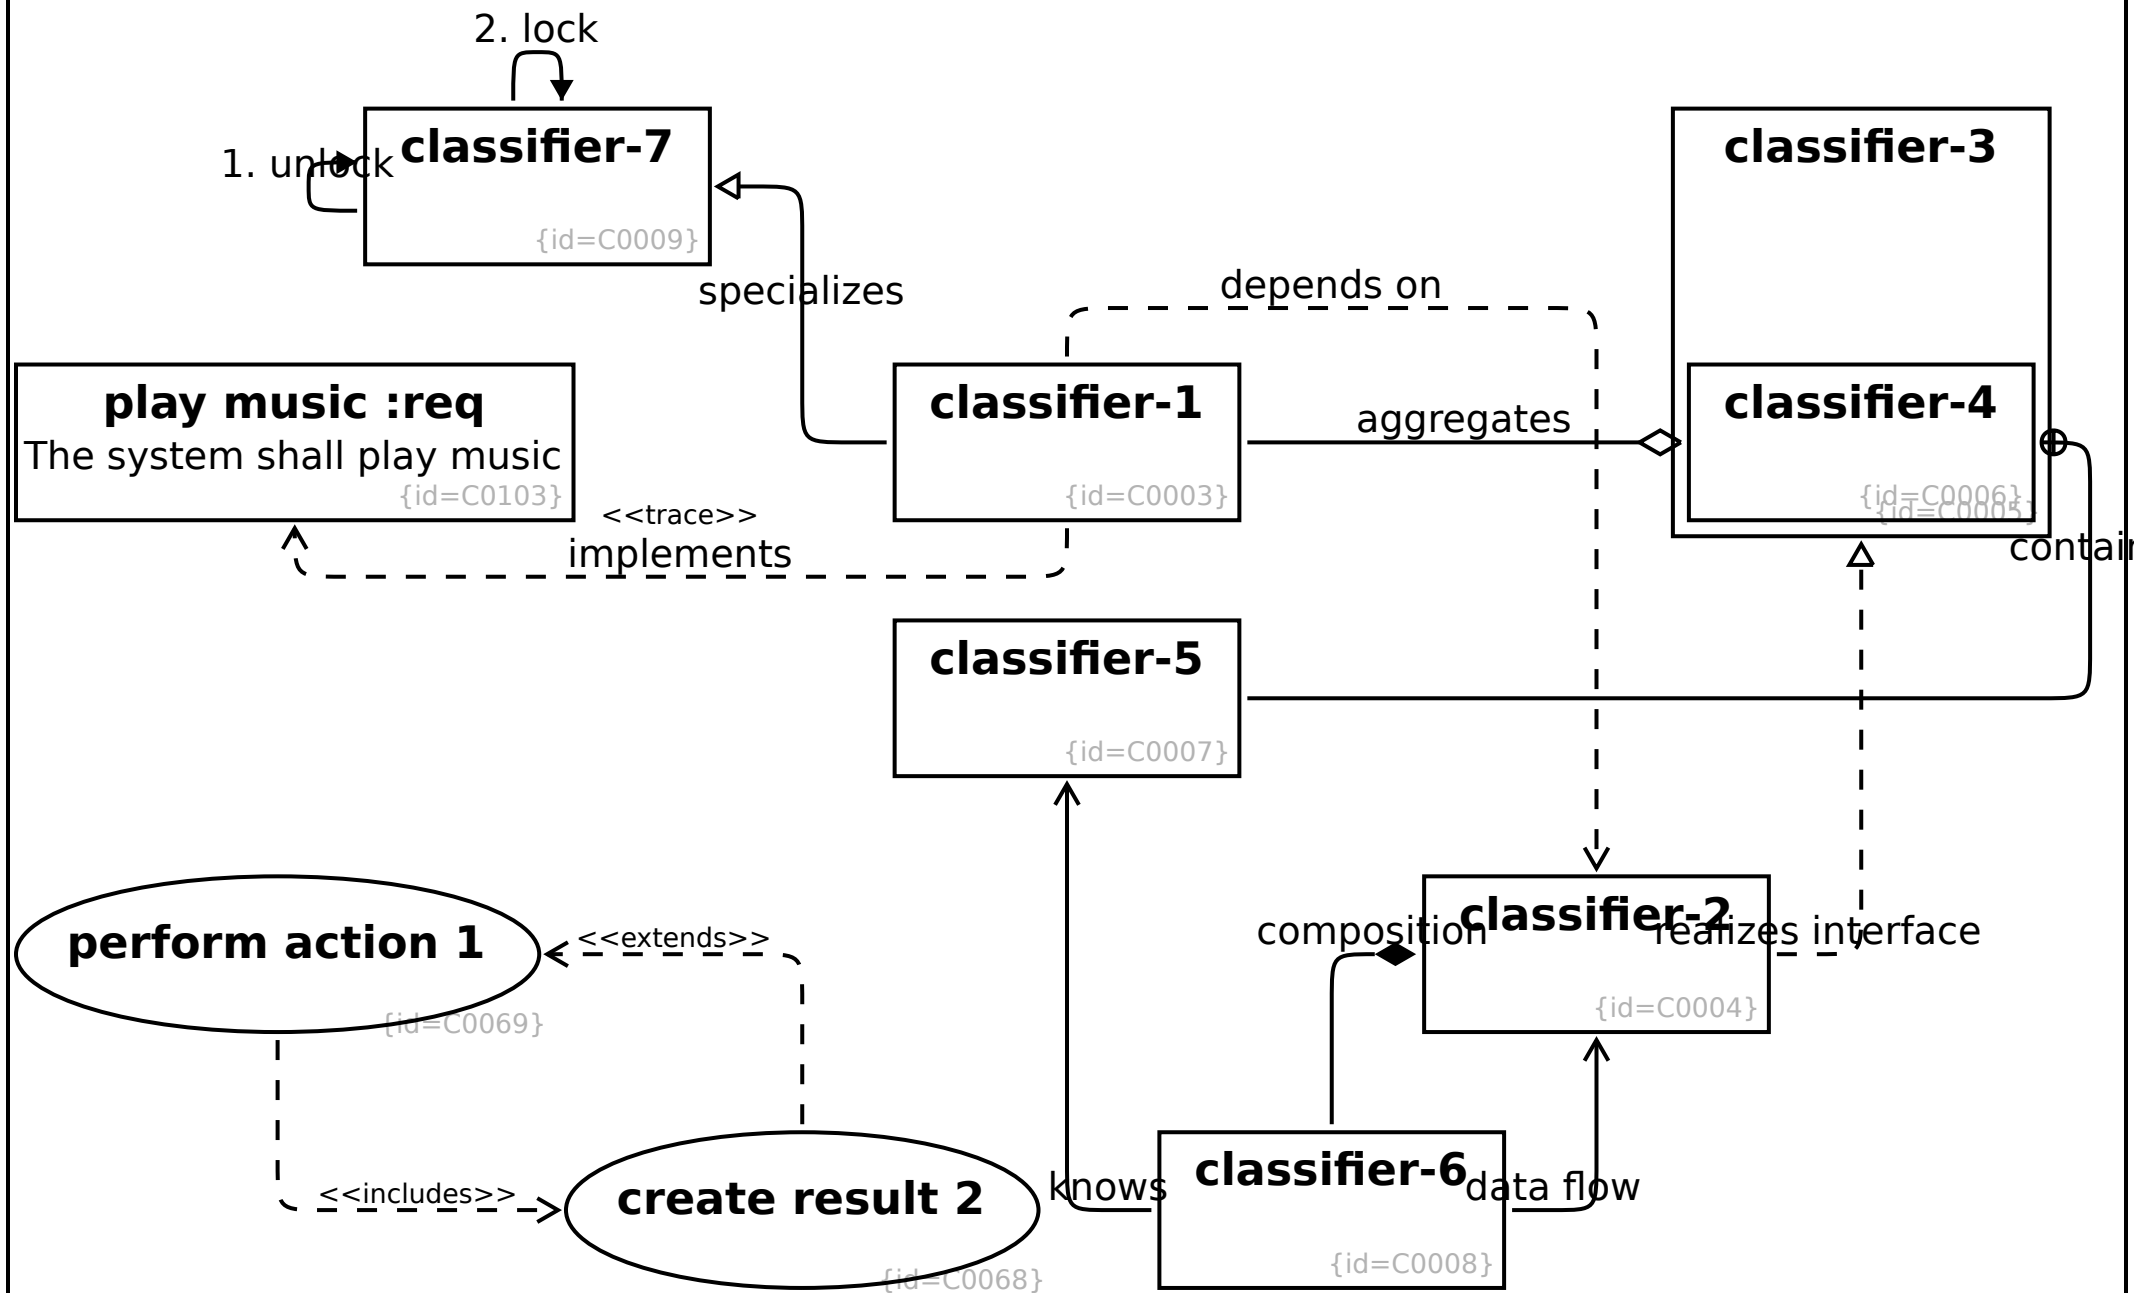 2. lock
classifier-7
1. unlock
{id=C0009}
classifier-3
specializes
depends on
play music :req
The system shall play music
{id=C0103}
classifier-1
{id=C0003}
aggregates
classifier-4
{id=C0006}
{id=C0005}
<<trace>>
implements
contain
classifier-5
{id=C0007}
perform action 1
{id=C0069}
<<extends>>
composition
classifier-2
realizes interface
{id=C0004}
<<includes>>
create result 2
{id=C0068}
knows
classifier-6
data flow
{id=C0008}